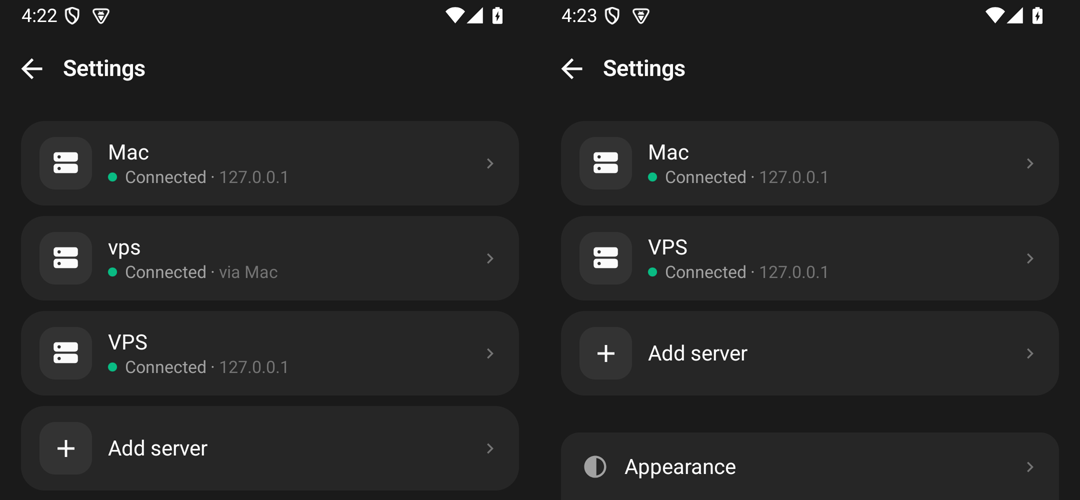 4:22
Settings
Mac
Connected · 127.0.0.1
vps
Connected · via Mac
VPS
Connected · 127.0.0.1
Add server
4:23
Settings
Mac
Connected · 127.0.0.1
VPS
Connected · 127.0.0.1
Add server
Appearance